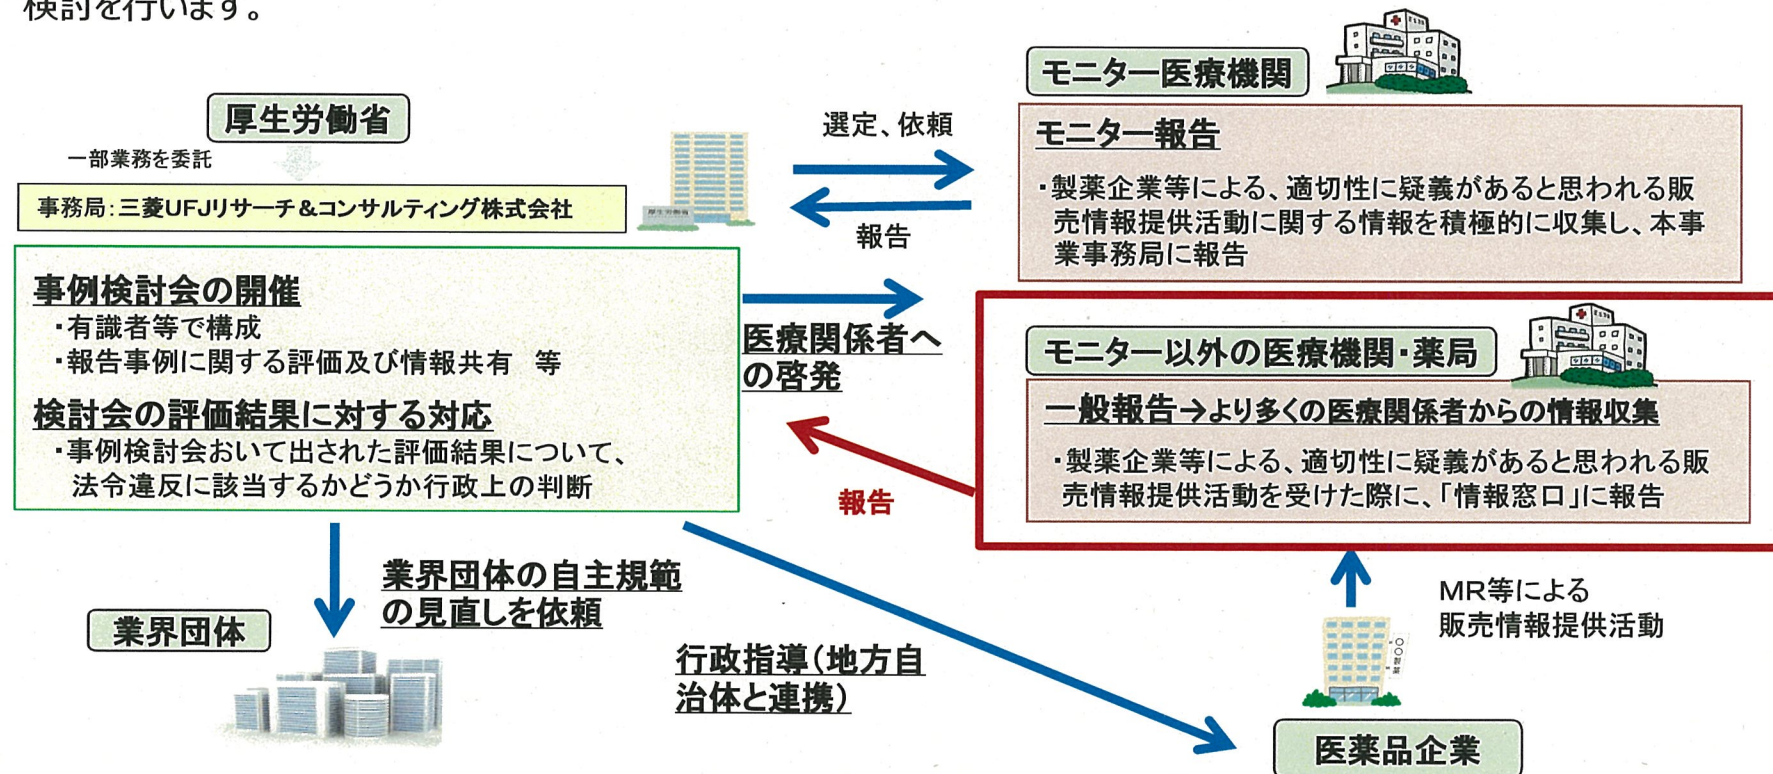 検討を行います。
厚生労働省
一部業務を委託
事務局:三菱UFJリサーチ&コンサルティング株式会社
厚生労働省
事例検討会の開催
・有識者等で構成
・報告事例に関する評価及び情報共有　等
検討会の評価結果に対する対応
・事例検討会おいて出された評価結果について、
法令違反に該当するかどうか行政上の判断
選定、依頼
報告
モニター医療機関
モニター報告
・製薬企業等による、適切性に疑義があると思われる販
売情報提供活動に関する情報を積極的に収集し、本事
業事務局に報告
医療関係者へ
の啓発
報告
モニター以外の医療機関・薬局
一般報告→より多くの医療関係者からの情報収集
・製薬企業等による、適切性に疑義があると思われる販
売情報提供活動を受けた際に、「情報窓口」に報告
業界団体の自主規範
の見直しを依頼
業界団体
行政指導(地方自
治体と連携)
MR等による
販売情報提供活動
〇〇製薬
医薬品企業